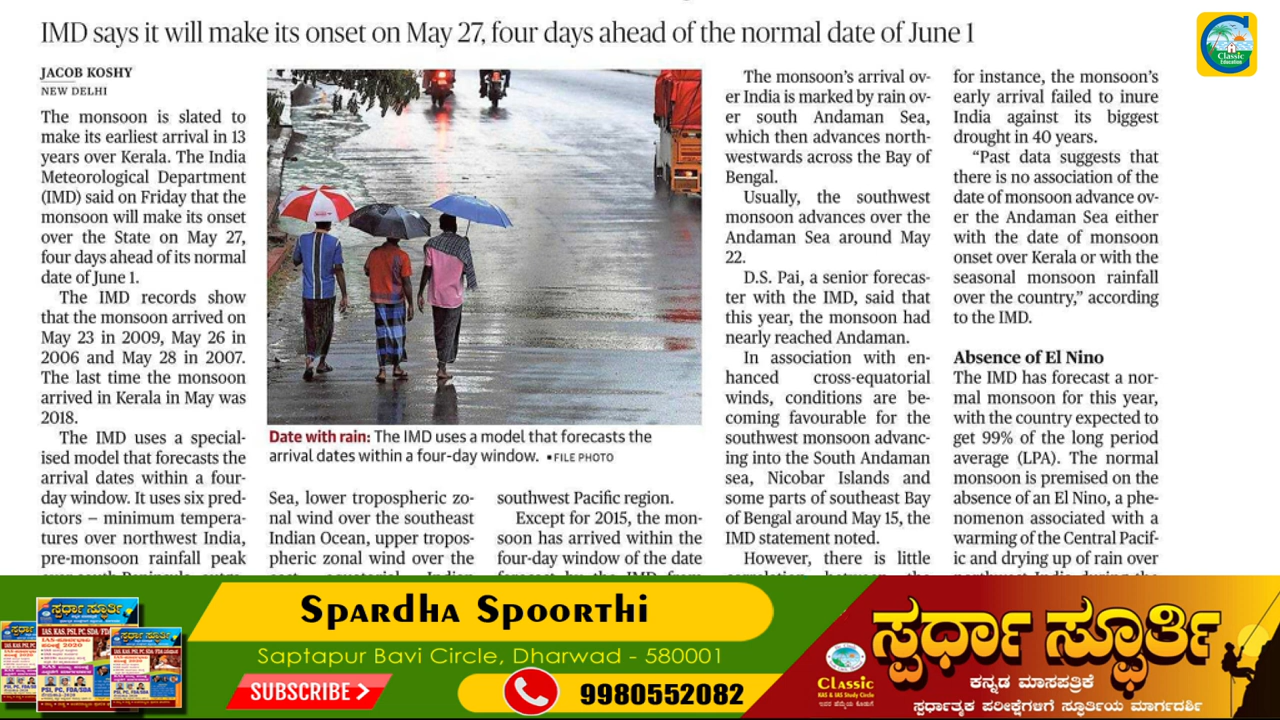 IMD says it will make its onset on May 27, four days ahead of the normal date of June 1
JACOB KOSHY
NEW DELHI
The monsoon is slated to
make its earliest arrival in 13
years over Kerala. The India
Meteorological Department
(IMD) said on Friday that the
monsoon will make its onset
over the State on May 27,
four days ahead of its normal
date of June 1.
The IMD records show
that the monsoon arrived on
May 23 in 2009, May 26 in
2006 and May 28 in 2007.
The last time the monsoon
arrived in Kerala in May was
2018.
The IMD uses a special-
ised model that forecasts the
arrival dates within a four-
day window. It uses six pred-
ictors – minimum tempera-
tures over northwest India,
pre-monsoon rainfall peak
over south Peninsula
Date with rain: The IMD uses a model that forecasts the
arrival dates within a four-day window. ▪FILE PHOTO
Sea, lower tropospheric zo-
nal wind over the southeast
Indian Ocean, upper tropos-
pheric zonal wind over the
southwest Pacific region.
Except for 2015, the mon-
soon has arrived within the
four-day window of the date
forecast by the IMD from
The monsoon's arrival ov-
er India is marked by rain ov-
er south Andaman Sea,
which then advances north-
westwards across the Bay of
Bengal.
Usually, the southwest
monsoon advances over the
Andaman Sea around May
22.
D.S. Pai, a senior forecas-
ter with the IMD, said that
this year, the monsoon had
nearly reached Andaman.
In association with en-
hanced cross-equatorial
winds, conditions are be-
coming favourable for the
southwest monsoon advanc-
ing into the South Andaman
sea, Nicobar Islands and
some parts of southeast Bay
of Bengal around May 15, the
IMD statement noted.
However, there is little
for instance, the monsoon's
early arrival failed to inure
India against its biggest
drought in 40 years.
“Past data suggests that
there is no association of the
date of monsoon advance ov-
er the Andaman Sea either
with the date of monsoon
onset over Kerala or with the
seasonal monsoon rainfall
over the country,” according
to the IMD.
Absence of El Nino
The IMD has forecast a nor-
mal monsoon for this year,
with the country expected to
get 99% of the long period
average (LPA). The normal
monsoon is premised on the
absence of an El Nino, a phe-
nomenon associated with a
warming of the Central Pacif-
ic and drying up of rain over
Classic
Education
Spardha Spoorthi
Saptapur Bavi Circle, Dharwad - 580001
SUBSCRIBE
9980552082
ಸ್ಪರ್ಧಾ ಸ್ಫೂರ್ತಿ
ಕನ್ನಡ ಮಾಸಪತ್ರಿಕೆ
ಸ್ಪರ್ಧಾತ್ಮಕ ಪರೀಕ್ಷೆಗಳಿಗೆ ಸ್ಫೂರ್ತಿಯ ಮಾರ್ಗದರ್ಶಿ
Classic
KAS & IAS Study Circle